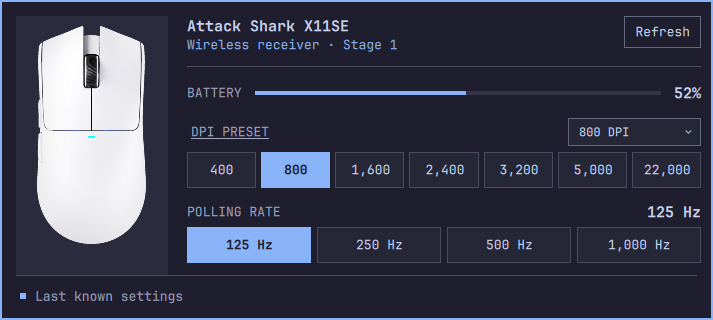 Attack Shark X11SE
Wireless receiver · Stage 1
Refresh
BATTERY 52%
DPI PRESET 800 DPI
400 800 1,600 2,400 3,200 5,000 22,000
POLLING RATE 125 Hz
125 Hz 250 Hz 500 Hz 1,000 Hz
Last known settings